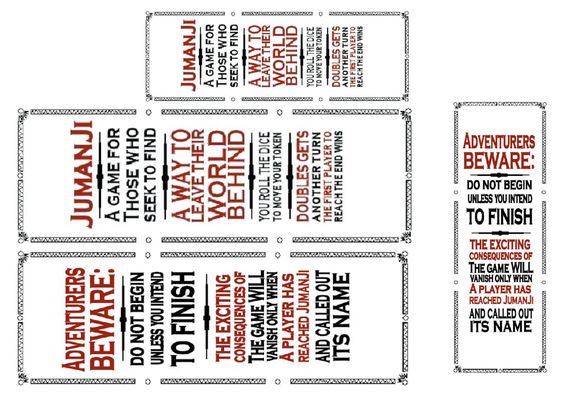 JUMANJI
A GAME FOR
THOSE WHO
SEEK TO FIND
A WAY TO
LEAVE THEIR
WORLD
BEHIND
YOU ROLL THE DICE
TO MOVE YOUR TOKEN
DOUBLES GETS
ANOTHER TURN
THE FIRST PLAYER TO
REACH THE END WINS
JUMANJI
A GAME FOR
THOSE WHO
SEEK TO FIND
A WAY TO
LEAVE THEIR
WORLD
BEHIND
YOU ROLL THE DICE
TO MOVE YOUR TOKEN
DOUBLES GETS
ANOTHER TURN
THE FIRST PLAYER TO
REACH THE END WINS
ADVENTURERS
BEWARE:
DO NOT BEGIN
UNLESS YOU INTEND
TO FINISH
THE EXCITING
CONSEQUENCES OF
THE GAME WILL
VANISH ONLY WHEN
A PLAYER HAS
REACHED JUMANJI
AND CALLED OUT
ITS NAME
ADVENTURERS
BEWARE:
DO NOT BEGIN
UNLESS YOU INTEND
TO FINISH
THE EXCITING
CONSEQUENCES OF
THE GAME WILL
VANISH ONLY WHEN
A PLAYER HAS
REACHED JUMANJI
AND CALLED OUT
ITS NAME